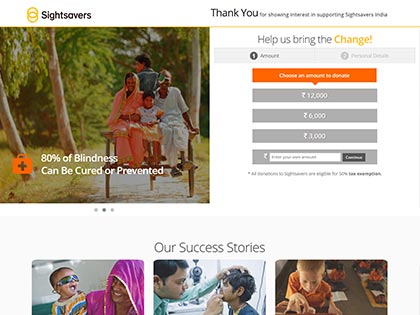 Sightsavers
Thank You for showing interest in supporting Sightsavers India
Help us bring the Change!
1 Amount
2 Personal Details
Choose an amount to donate
₹ 12,000
₹ 6,000
₹ 3,000
₹ Enter your own amount Continue
* All donations to Sightsavers are eligible for 50% tax exemption.
80% of Blindness
Can Be Cured or Prevented
Our Success Stories